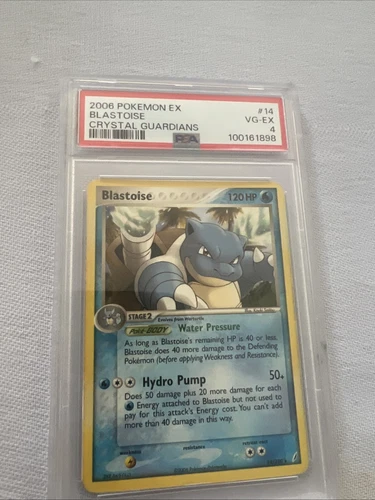 2006 POKEMON EX #14
BLASTOISE VG-EX 4
CRYSTAL GUARDIANS
PSA 100161898
Blastoise 120 HP
STAGE 2 Evolves from Wartortle
Poké-BODY Water Pressure
As long as Blastoise's remaining HP is 40 or less,
Blastoise does 40 more damage to the Defending
Pokémon (before applying Weakness and Resistance).
Hydro Pump 50+
Does 50 damage plus 20 more damage for each
Energy attached to Blastoise but not used to
pay for this attack's Energy cost. You can't add
more than 40 damage in this way.
weakness resistance retreat cost